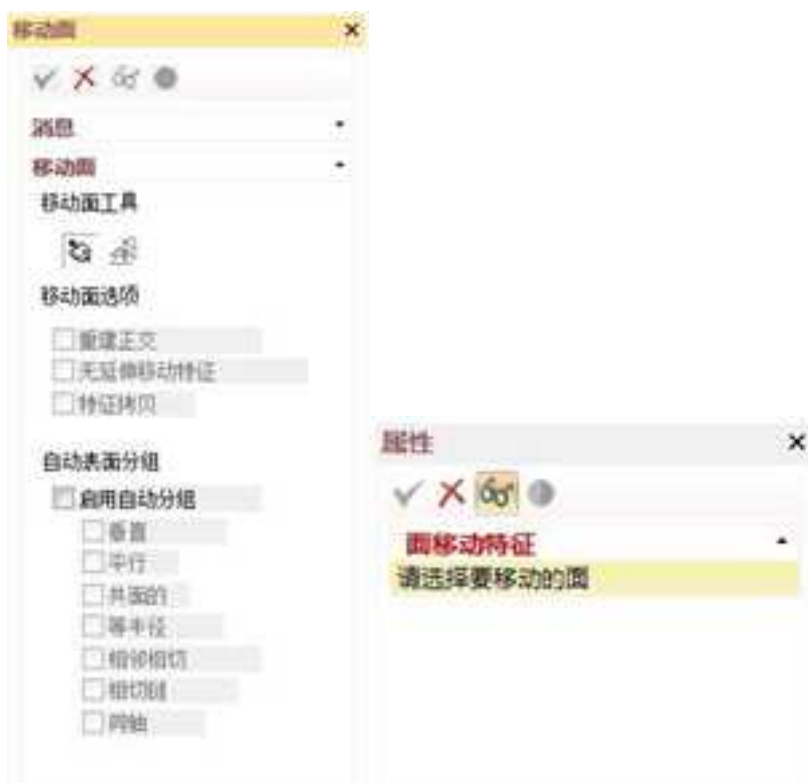 移动面
消息
移动面
移动面工具
移动面选项
重建正交
无延伸移动特征
特征拷贝
自动表面分组
启用自动分组
垂直
平行
共面的
等半径
相邻相切
相切链
同轴
属性
面移动特征
请选择要移动的面